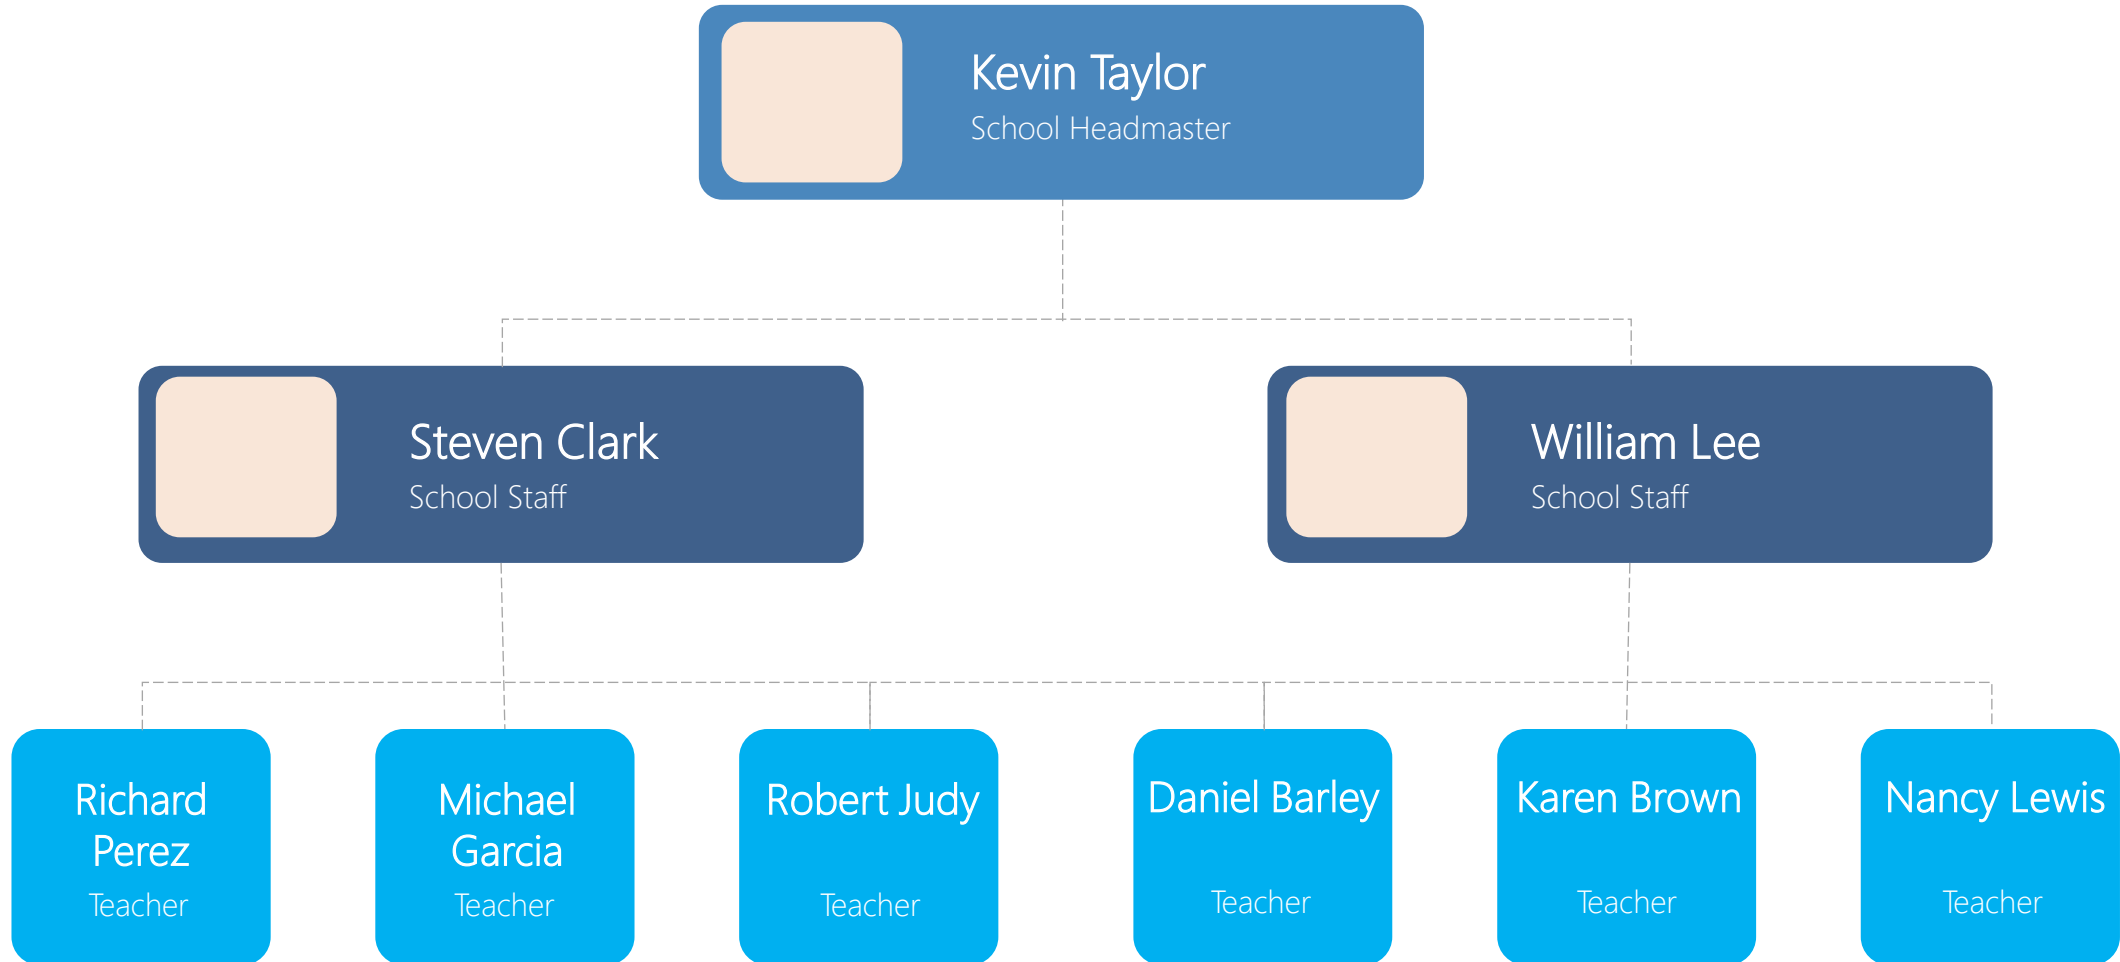 Kevin Taylor
School Headmaster
Steven Clark
School Staff
William Lee
School Staff
Richard
Perez
Teacher
Michael
Garcia
Teacher
Robert Judy
Teacher
Daniel Barley
Teacher
Karen Brown
Teacher
Nancy Lewis
Teacher